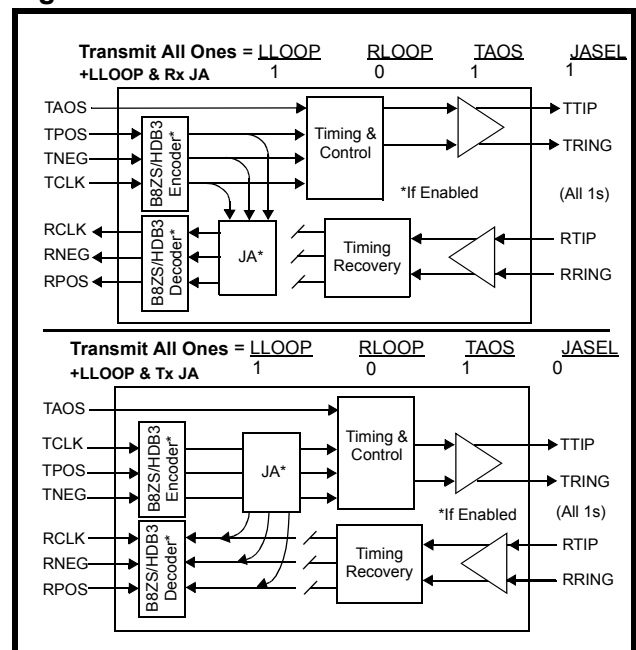 Transmit All Ones = LLOOP RLOOP TAOS JASEL
+LLOOP & Rx JA 1 0 1 1
TAOS
TPOS
TNEG
TCLK
B8ZS/HDB3
Encoder*
Timing &
Control
TTIP
TRING
*If Enabled
(All 1s)
RCLK
RNEG
RPOS
B8ZS/HDB3
Decoder*
JA*
Timing
Recovery
RTIP
RRING
Transmit All Ones = LLOOP RLOOP TAOS JASEL
+LLOOP & Tx JA 1 0 1 0
TAOS
TCLK
TPOS
TNEG
B8ZS/HDB3
Encoder*
JA*
Timing &
Control
TTIP
TRING
*If Enabled
(All 1s)
RCLK
RNEG
RPOS
B8ZS/HDB3
Decoder*
Timing
Recovery
RTIP
RRING